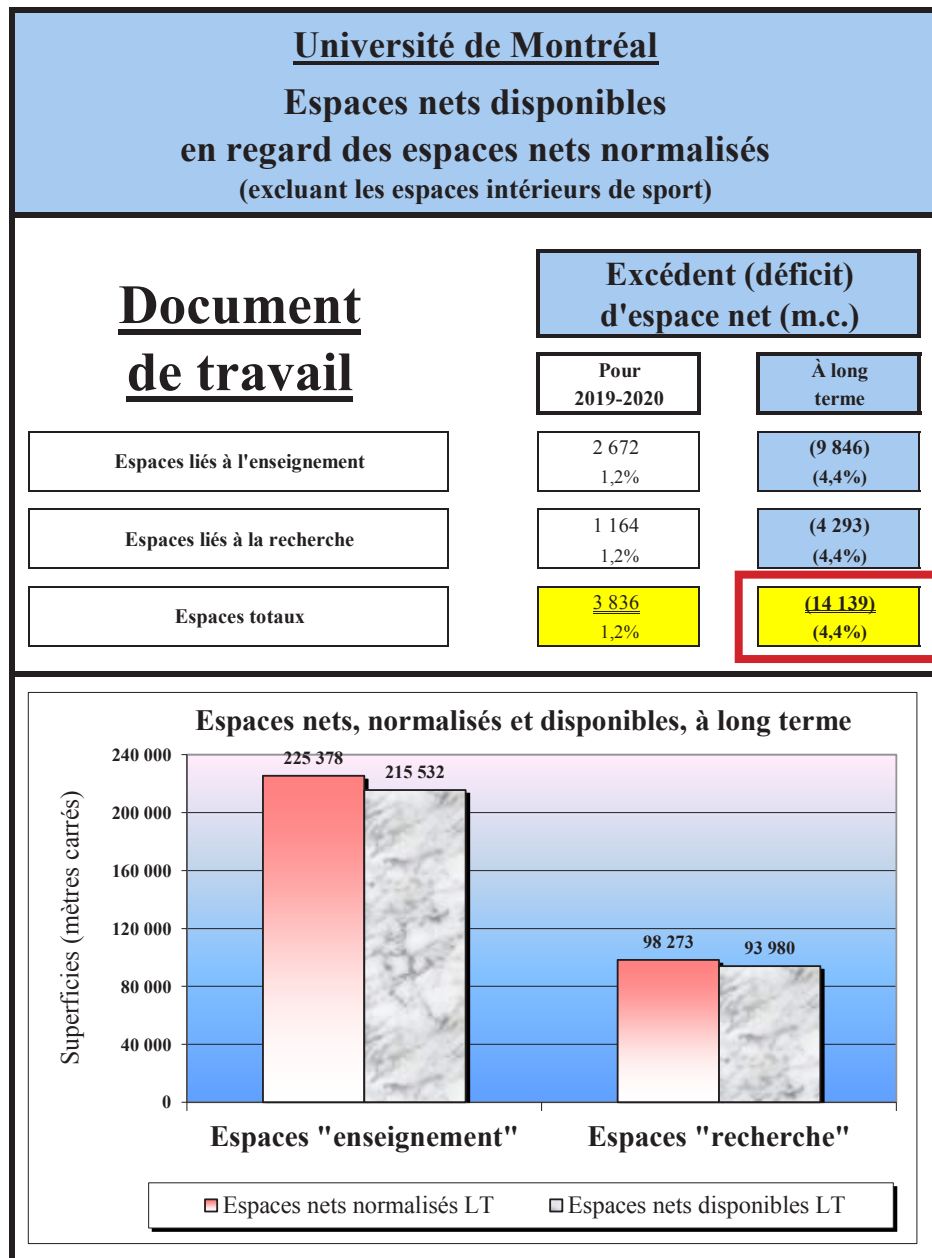 Université de Montréal
Espaces nets disponibles
en regard des espaces nets normalisés
(excluant les espaces intérieurs de sport)
Document
de travail
Excédent (déficit)
d'espace net (m.c.)
Pour
2019-2020
À long
terme
Espaces liés à l'enseignement
2 672
1,2%
(9 846)
(4,4%)
Espaces liés à la recherche
1 164
1,2%
(4 293)
(4,4%)
Espaces totaux
3 836
1,2%
(14 139)
(4,4%)
Espaces nets, normalisés et disponibles, à long terme
Superficies (mètres carrés)
240 000
200 000
160 000
120 000
80 000
40 000
0
225 378
215 532
98 273
93 980
Espaces "enseignement"
Espaces "recherche"
Espaces nets normalisés LT
Espaces nets disponibles LT